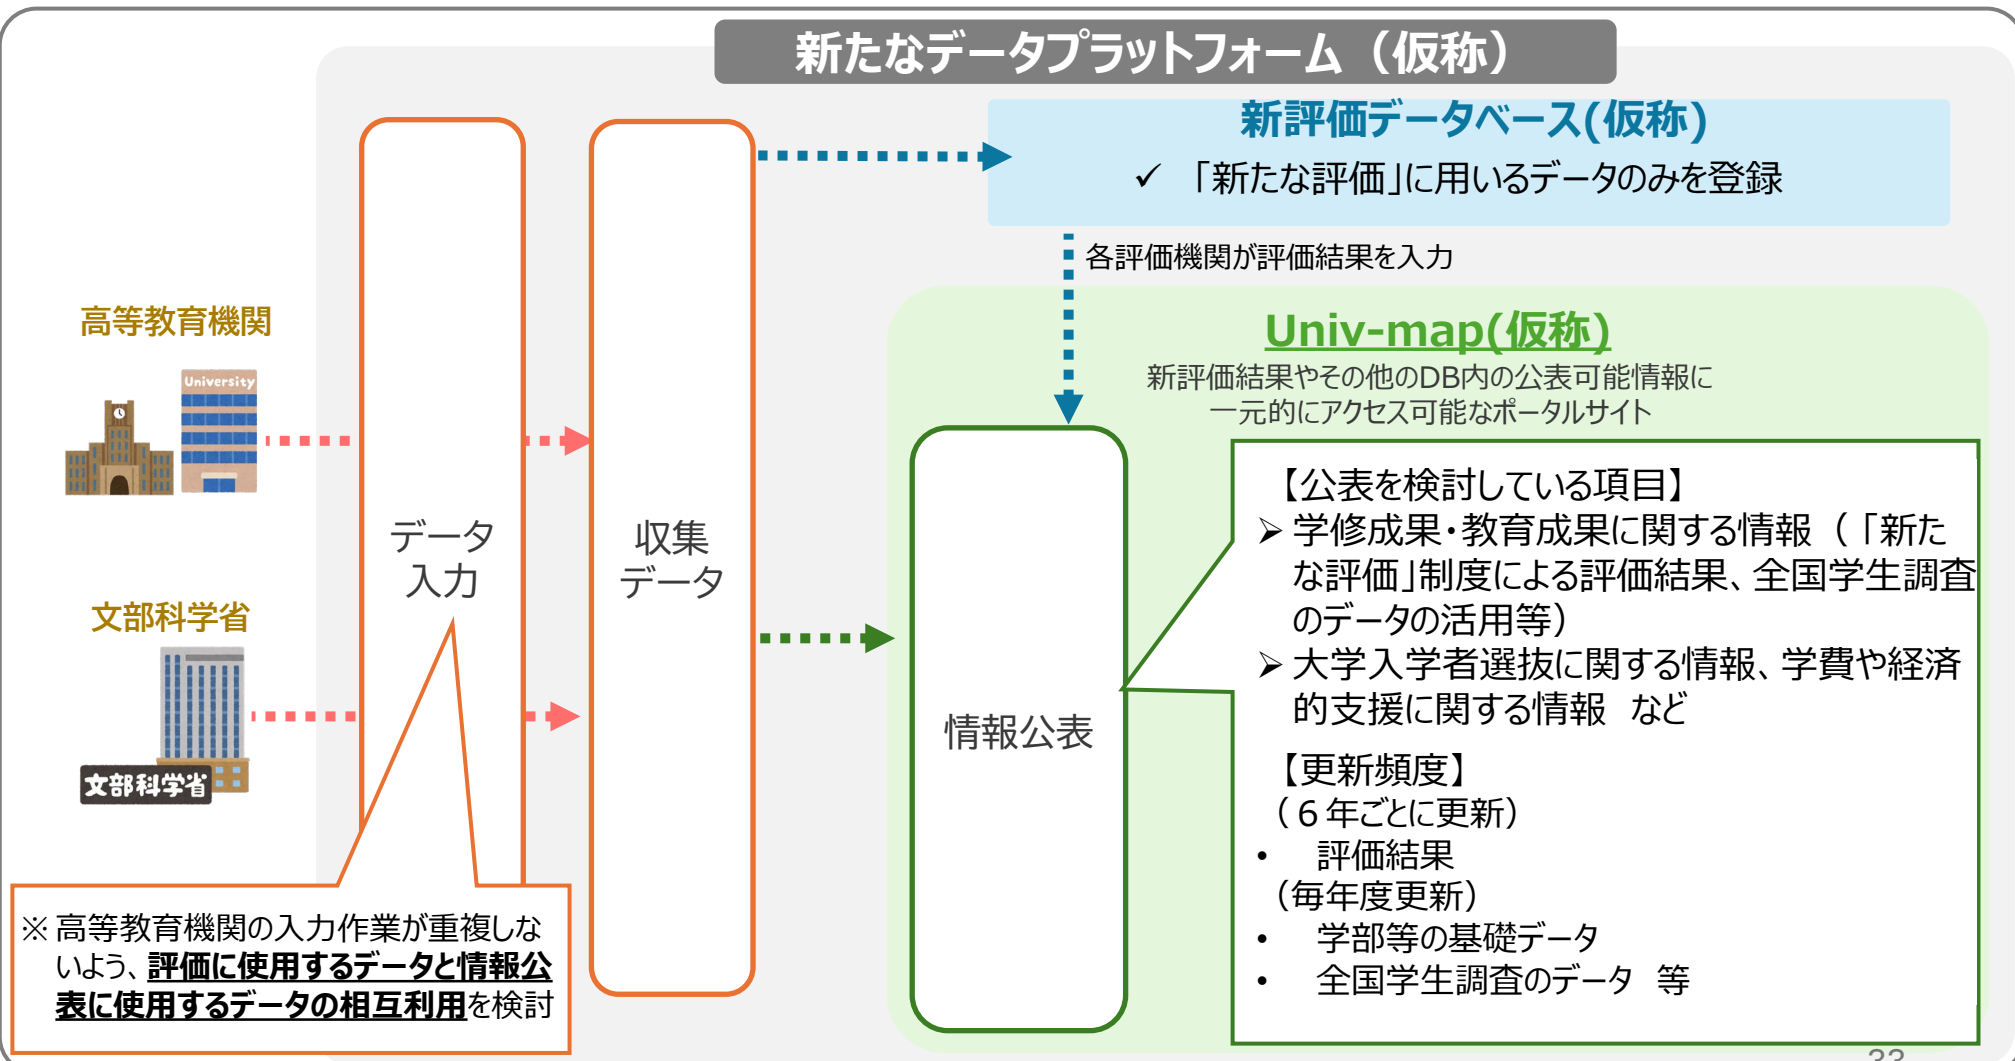 新たなデータプラットフォーム（仮称）
新評価データベース(仮称)
✓ 「新たな評価」に用いるデータのみを登録
各評価機関が評価結果を入力
高等教育機関
University
文部科学省
文部科学省
データ
入力
収集
データ
Univ-map(仮称)
新評価結果やその他のDB内の公表可能情報に
一元的にアクセス可能なポータルサイト
情報公表
【公表を検討している項目】
➢ 学修成果・教育成果に関する情報（「新た
な評価」制度による評価結果、全国学生調査
のデータの活用等）
➢ 大学入学者選抜に関する情報、学費や経済
的支援に関する情報　など
【更新頻度】
（６年ごとに更新）
• 評価結果
（毎年度更新）
• 学部等の基礎データ
• 全国学生調査のデータ　等
※ 高等教育機関の入力作業が重複しな
いよう、評価に使用するデータと情報公
表に使用するデータの相互利用を検討
33